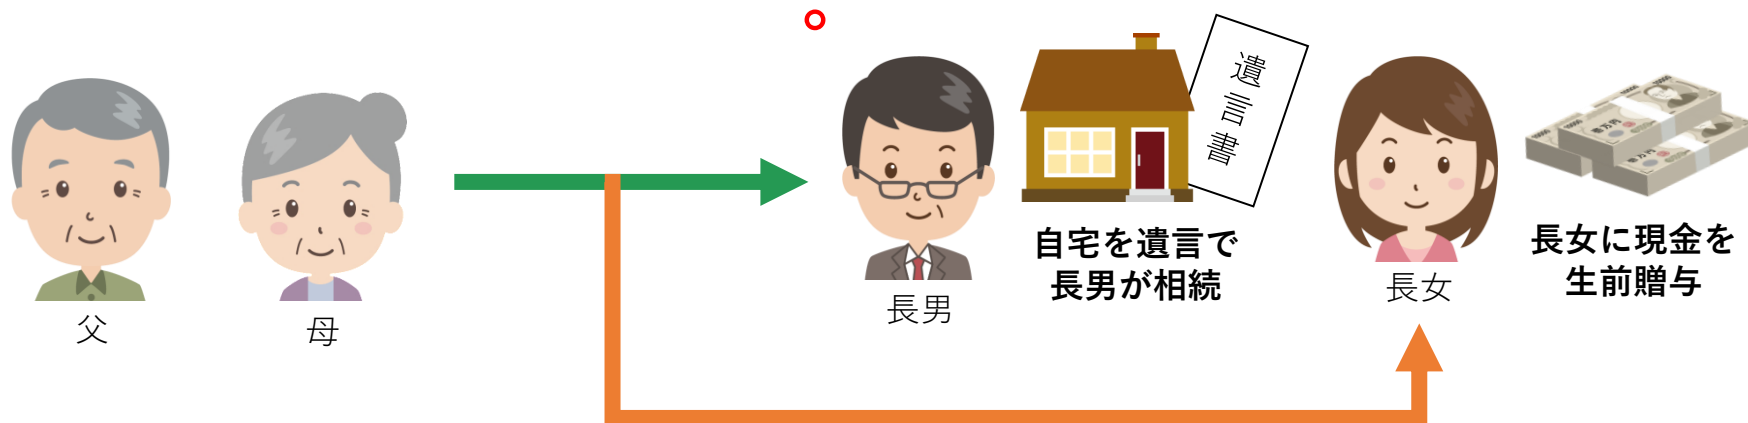 遺言書
自宅を遺言で
長男が相続
長女に現金を
生前贈与
父
母
長男
長女